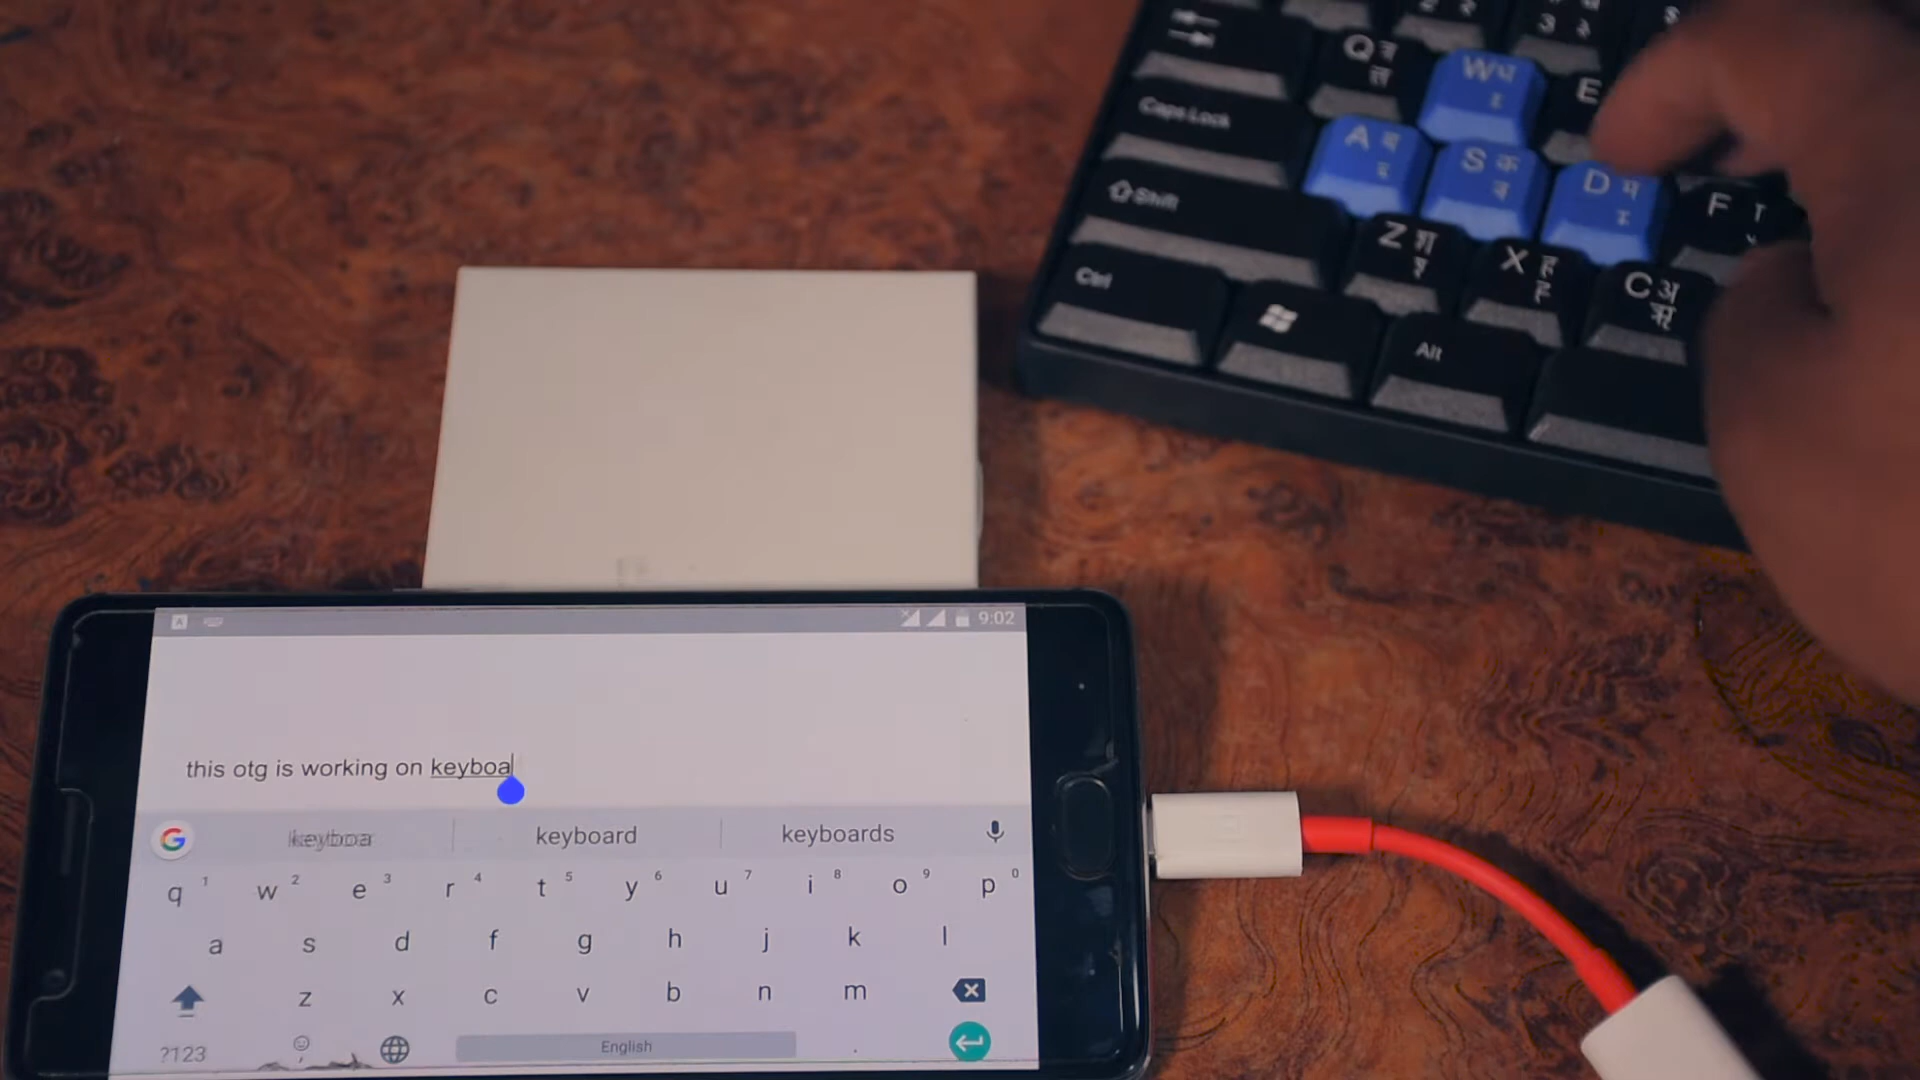 Q
W
E
Caps Lock
A
S
D
F
Shift
Z
X
C
Ctrl
Alt
9:02
this otg is working on keyboa
keyboa keyboard keyboards
q 1 w 2 e 3 r 4 t 5 y 6 u 7 i 8 o 9 p 0
a s d f g h j k l
z x c v b n m
?123 , English .